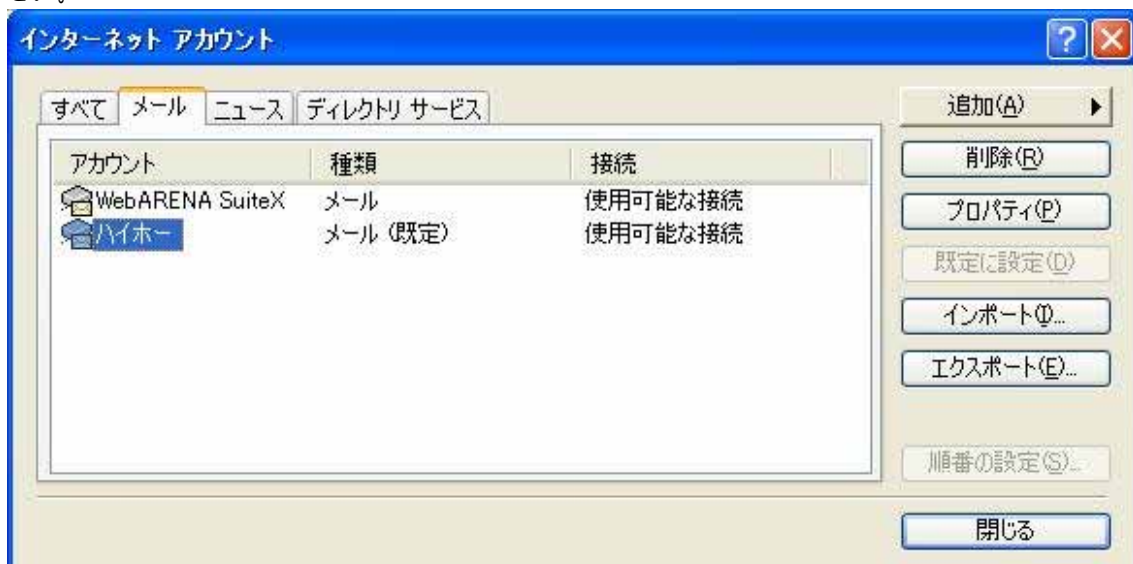 インターネット アカウント
すべて メール ニュース ディレクトリ サービス
アカウント 種類 接続
WebARENA SuiteX メール 使用可能な接続
ハイホー メール (既定) 使用可能な接続
追加(A)
削除(R)
プロパティ(P)
既定に設定(D)
インポート(I)...
エクスポート(E)...
順番の設定(S)...
閉じる